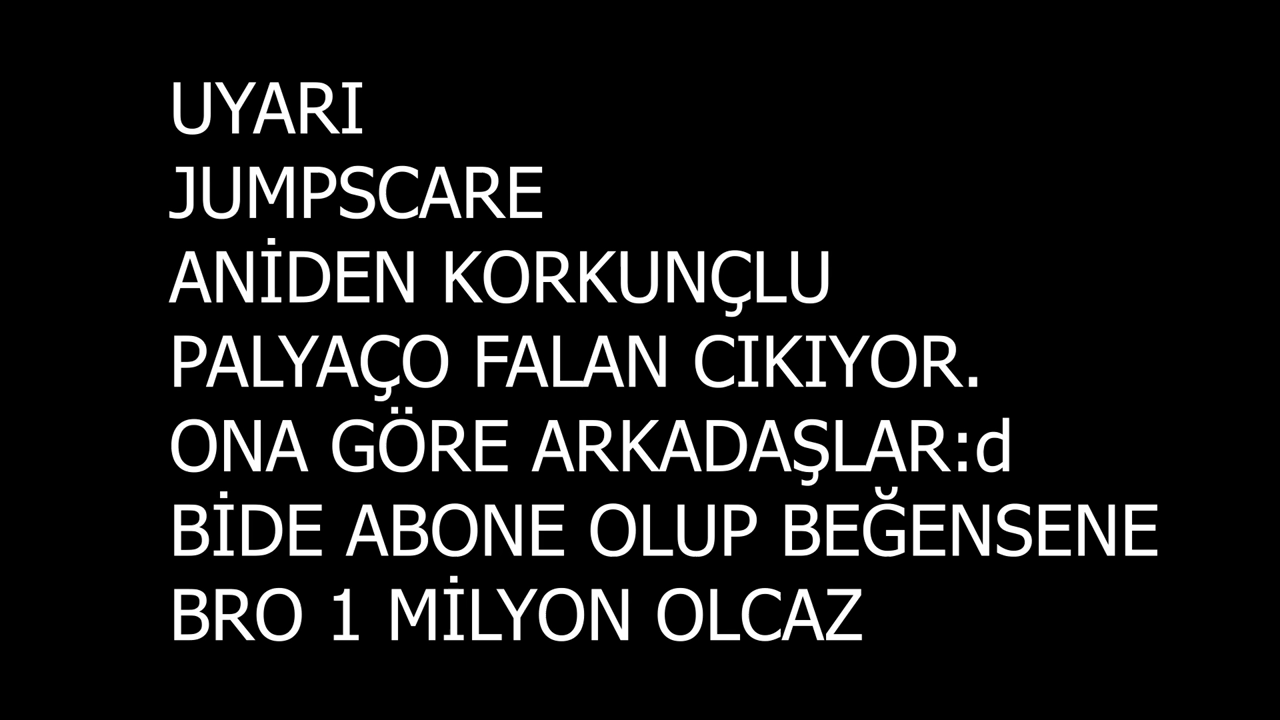 UYARI
JUMPSCARE
ANİDEN KORKUNÇLU
PALYAÇO FALAN CIKIYOR.
ONA GÖRE ARKADAŞLAR:d
BİDE ABONE OLUP BEĞENSENE
BRO 1 MİLYON OLCAZ